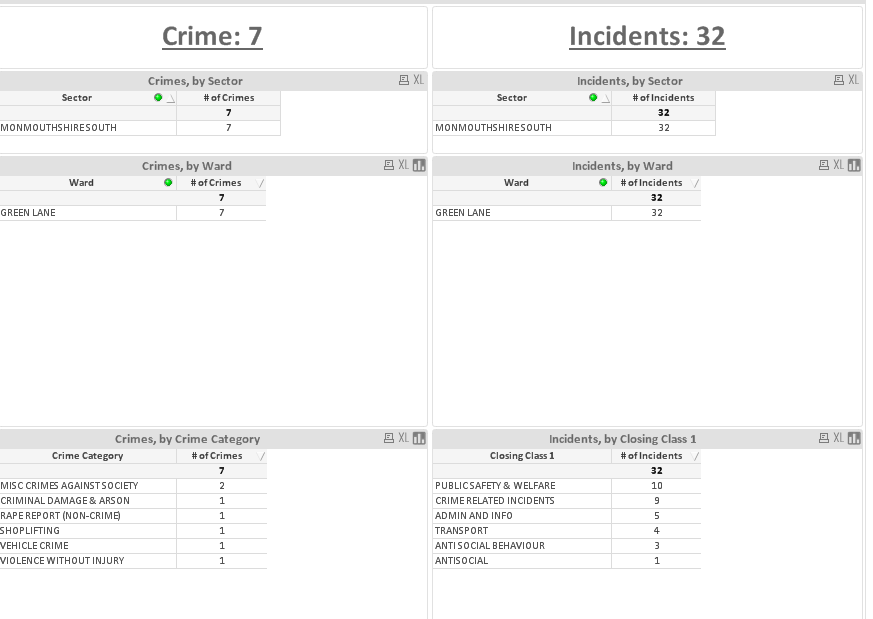 Crime: 7
Crimes, by Sector XL
Sector # of Crimes
7
MONMOUTHSHIRE SOUTH 7
Crimes, by Ward XL
Ward # of Crimes
7
GREEN LANE 7
Crimes, by Crime Category XL
Crime Category # of Crimes
7
MISC CRIMES AGAINST SOCIETY 2
CRIMINAL DAMAGE & ARSON 1
RAPE REPORT (NON-CRIME) 1
SHOPLIFTING 1
VEHICLE CRIME 1
VIOLENCE WITHOUT INJURY 1
Incidents: 32
Incidents, by Sector XL
Sector # of Incidents
32
MONMOUTHSHIRE SOUTH 32
Incidents, by Ward XL
Ward # of Incidents
32
GREEN LANE 32
Incidents, by Closing Class 1 XL
Closing Class 1 # of Incidents
32
PUBLIC SAFETY & WELFARE 10
CRIME RELATED INCIDENTS 9
ADMIN AND INFO 5
TRANSPORT 4
ANTI SOCIAL BEHAVIOUR 3
ANTISOCIAL 1